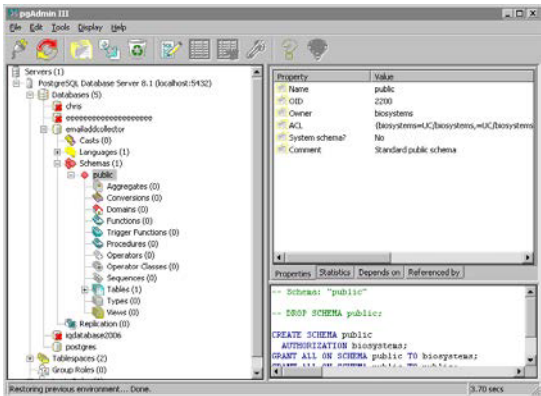 pgAdmin III
File Edit Tools Display Help
Servers (1)
PostgreSQL Database Server 8.1 (localhost:5432)
Databases (5)
chris
emailaddcollector
Casts (0)
Languages (1)
Schemas (1)
public
Aggregates (0)
Conversions (0)
Domains (0)
Functions (0)
Trigger Functions (0)
Procedures (0)
Operators (0)
Operator Classes (0)
Sequences (0)
Tables (1)
Types (0)
Views (0)
Replication (0)
iqdatabase2006
postgres
Tablespaces (2)
Group Roles (0)
Property Value
Name public
OID 2200
Owner biosystems
ACL {biosystems=UC/biosystems,=UC/biosystems
System schema? No
Comment Standard public schema
Properties Statistics Depends on Referenced by
-- Schema: "public"
-- DROP SCHEMA public;
CREATE SCHEMA public
AUTHORIZATION biosystems;
GRANT ALL ON SCHEMA public TO biosystems;
Restoring previous environment... Done.
3.70 secs